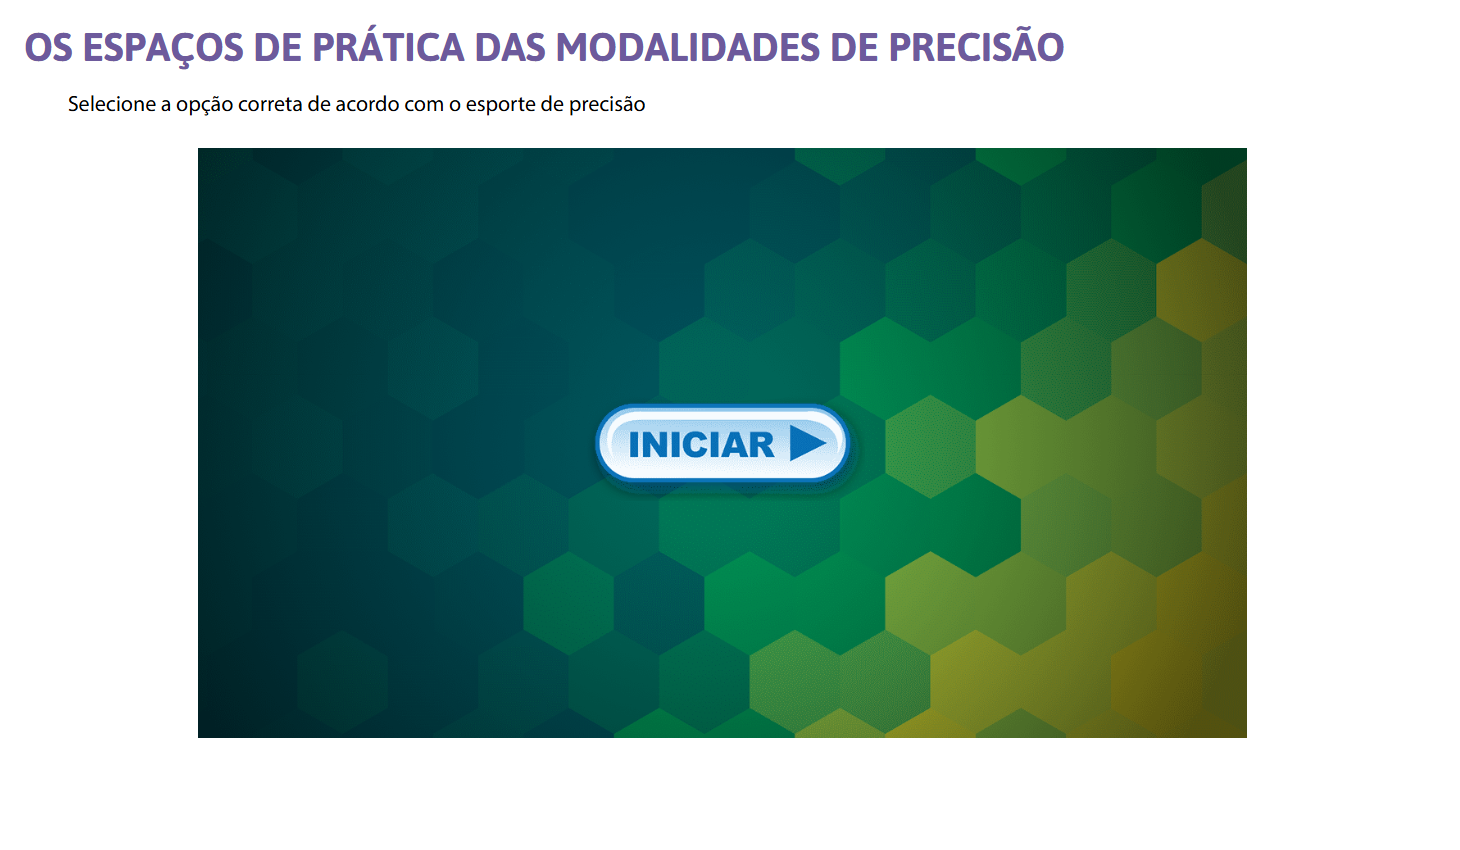 OS ESPAÇOS DE PRÁTICA DAS MODALIDADES DE PRECISÃO
Selecione a opção correta de acordo com o esporte de precisão
INICIAR